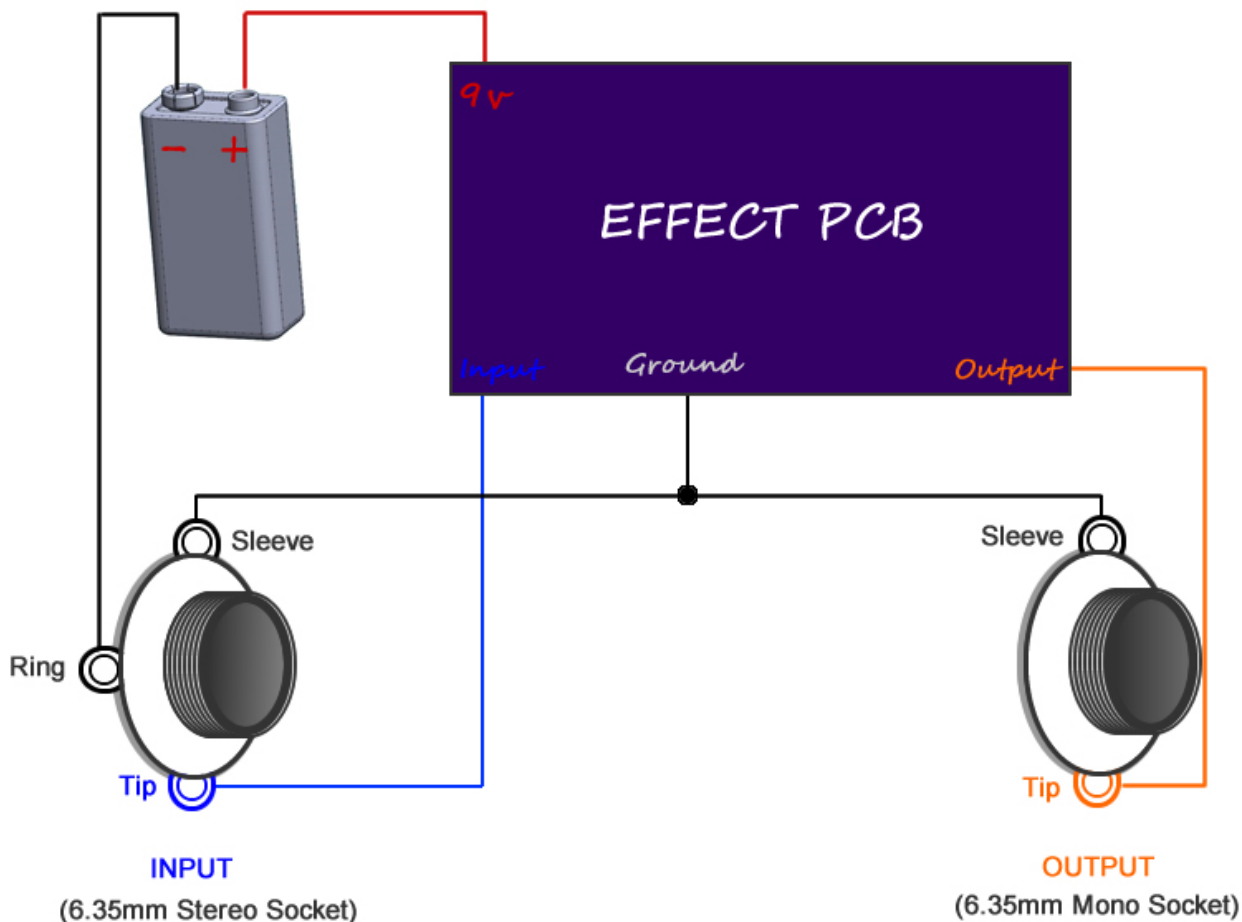 - +
9v
EFFECT PCB
Input
Ground
Output
Sleeve
Sleeve
Ring
Tip
Tip
INPUT
OUTPUT
(6.35mm Stereo Socket)
(6.35mm Mono Socket)